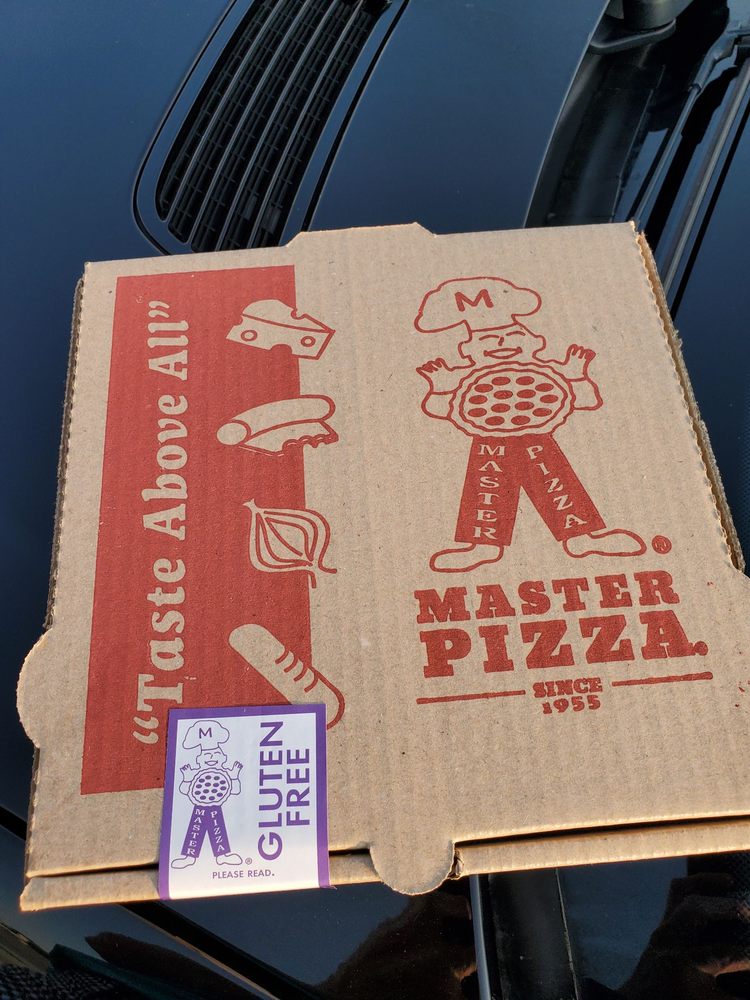 "Taste Above All"
M
MASTER
PIZZA
®
MASTER
PIZZA®
SINCE
1955
M
MASTER
PIZZA
®
GLUTEN
FREE
PLEASE READ.